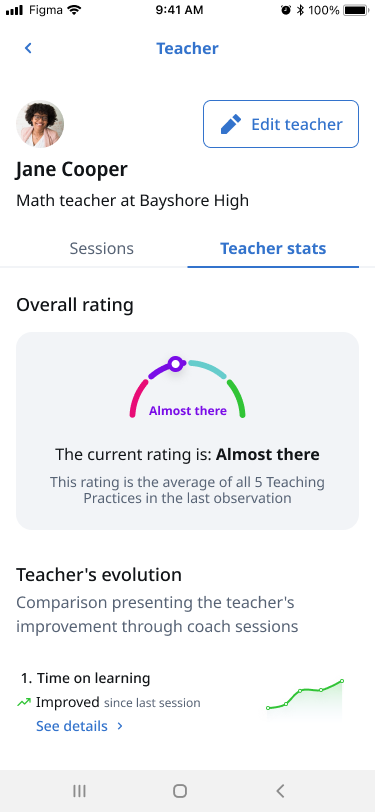 Figma 9:41 AM 100%
Teacher
Edit teacher
Jane Cooper
Math teacher at Bayshore High
Sessions Teacher stats
Overall rating
Almost there
The current rating is: Almost there
This rating is the average of all 5 Teaching
Practices in the last observation
Teacher's evolution
Comparison presenting the teacher's
improvement through coach sessions
1. Time on learning
Improved since last session
See details